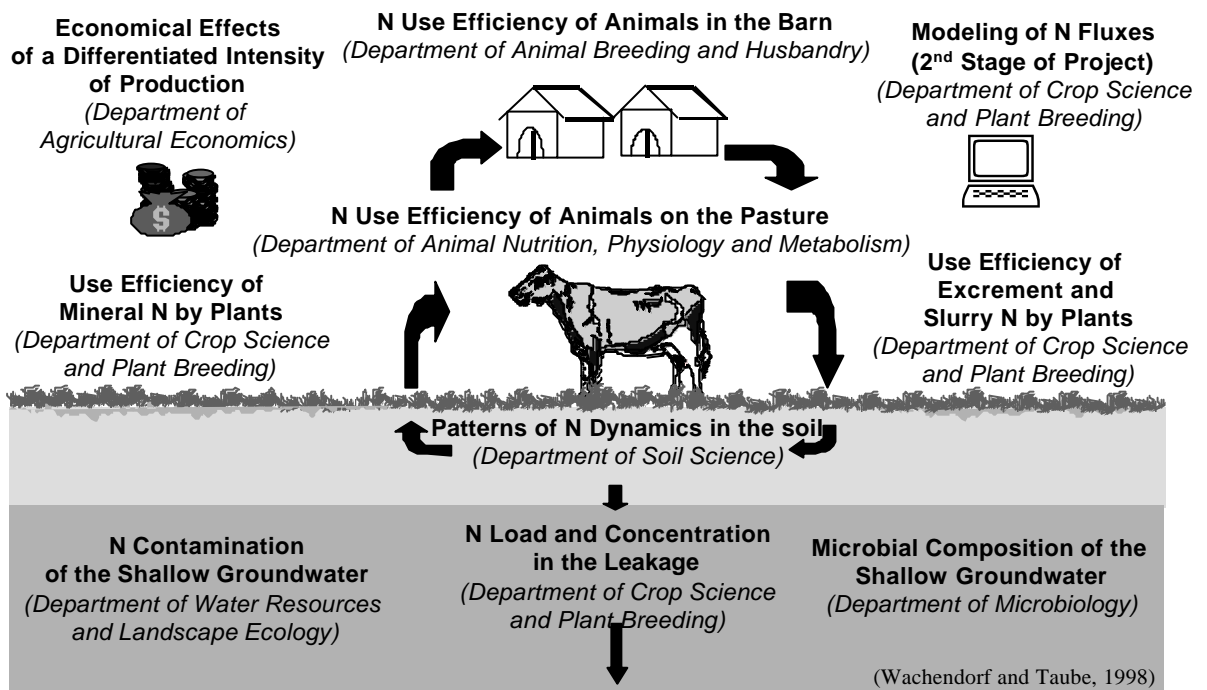 Economical Effects
of a Differentiated Intensity
of Production
(Department of
Agricultural Economics)
$
N Use Efficiency of Animals in the Barn
(Department of Animal Breeding and Husbandry)
Modeling of N Fluxes
(2nd Stage of Project)
(Department of Crop Science
and Plant Breeding)
N Use Efficiency of Animals on the Pasture
(Department of Animal Nutrition, Physiology and Metabolism)
Use Efficiency of
Mineral N by Plants
(Department of Crop Science
and Plant Breeding)
Use Efficiency of
Excrement and
Slurry N by Plants
(Department of Crop Science
and Plant Breeding)
Patterns of N Dynamics in the soil
(Department of Soil Science)
N Contamination
of the Shallow Groundwater
(Department of Water Resources
and Landscape Ecology)
N Load and Concentration
in the Leakage
(Department of Crop Science
and Plant Breeding)
Microbial Composition of the
Shallow Groundwater
(Department of Microbiology)
(Wachendorf and Taube, 1998)